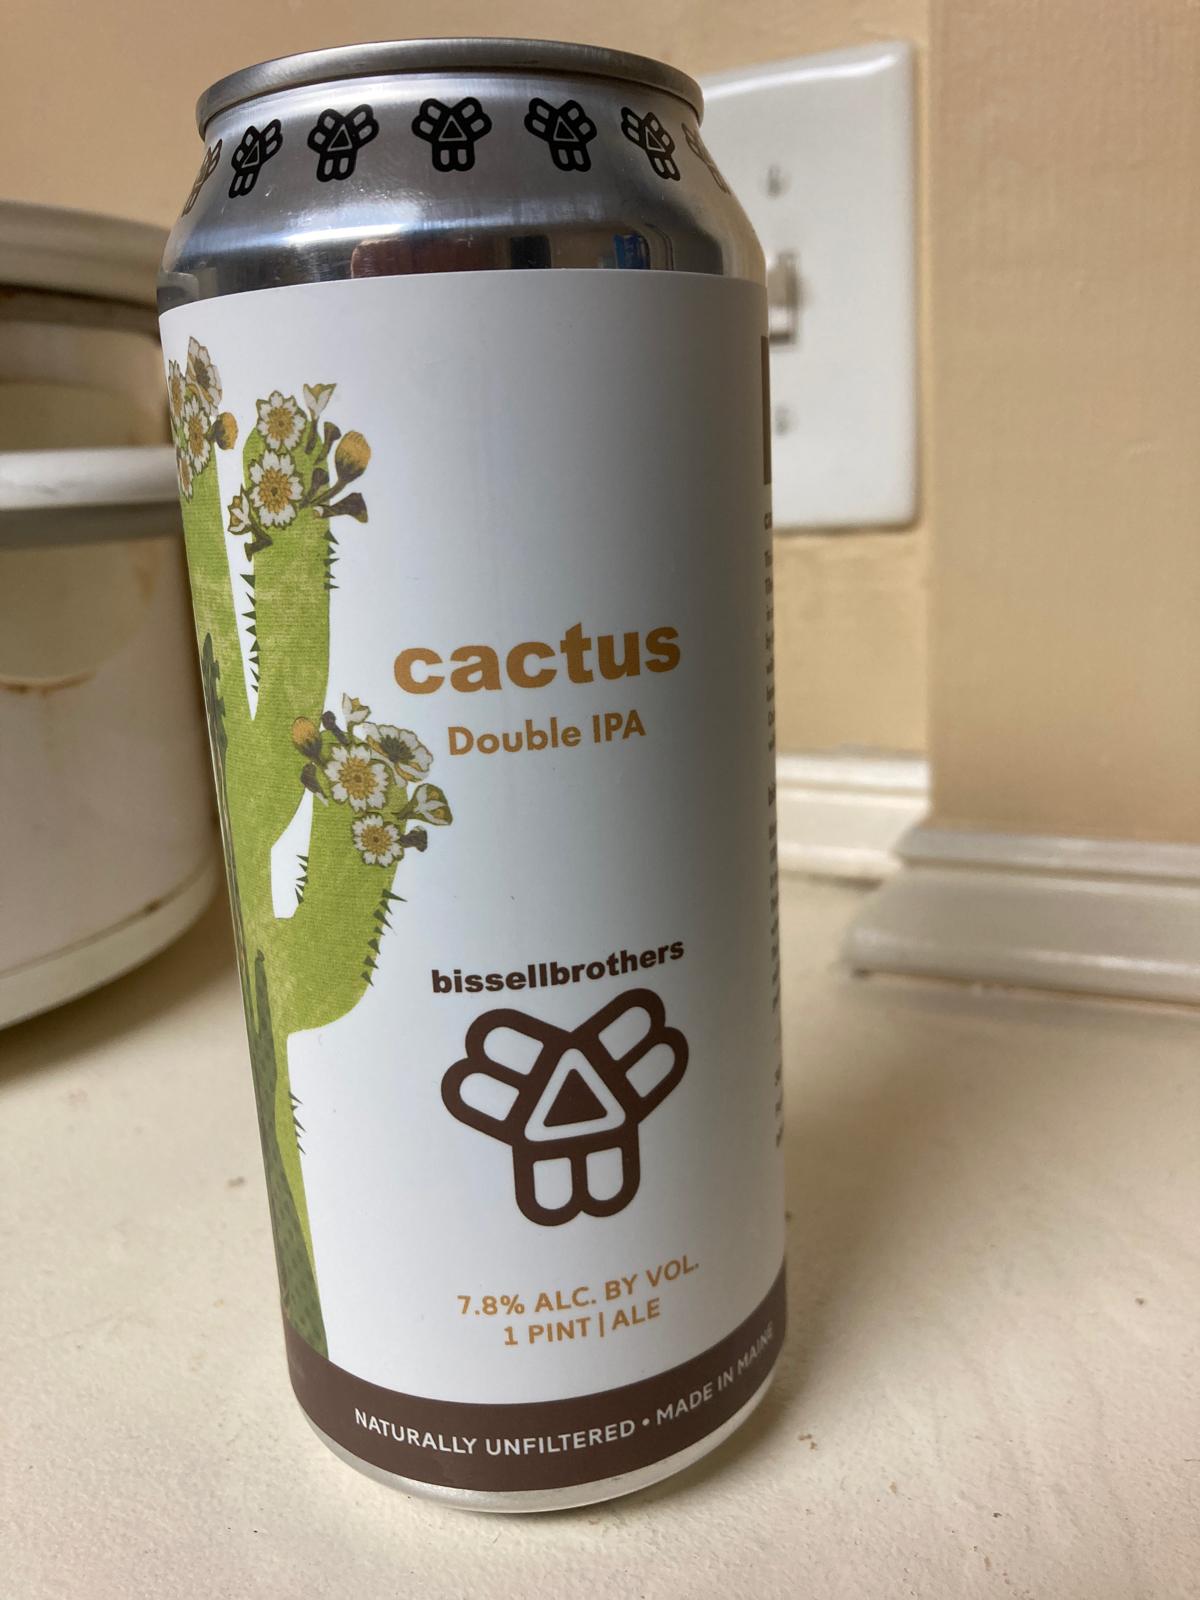 cactus
Double IPA
bissellbrothers
7.8% ALC. BY VOL.
1 PINT | ALE
NATURALLY UNFILTERED • MADE IN MAINE